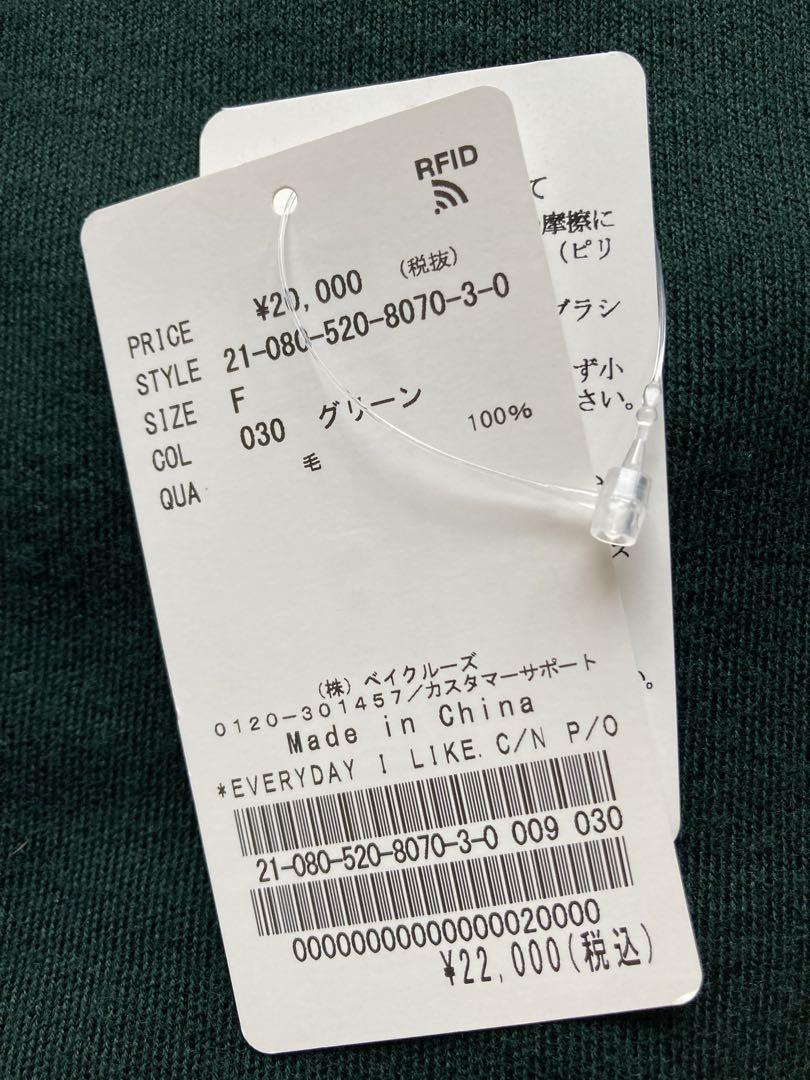 RFID
PRICE ¥20,000 (税抜)
STYLE 21-080-520-8070-3-0
SIZE F
COL 030 グリーン
QUA 毛 100%
(株)ベイクルーズ
0120-301457/カスタマーサポート
Made in China
*EVERYDAY I LIKE. C/N P/O
21-080-520-8070-3-0 009 030
00000000000000020000
¥22,000(税込)
て
摩擦に
(ピリ
ブラシ
ず小
さい。